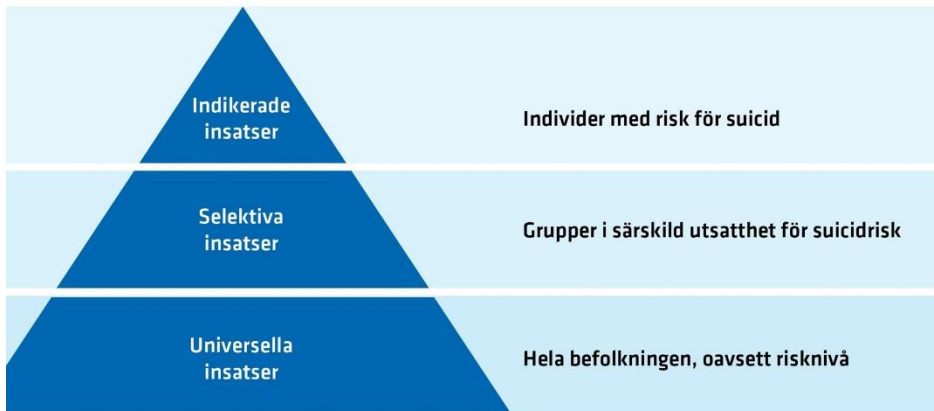 Indikerade
insatser
Individer med risk för suicid
Selektiva
insatser
Grupper i särskild utsatthet för suicidrisk
Universella
insatser
Hela befolkningen, oavsett risknivå